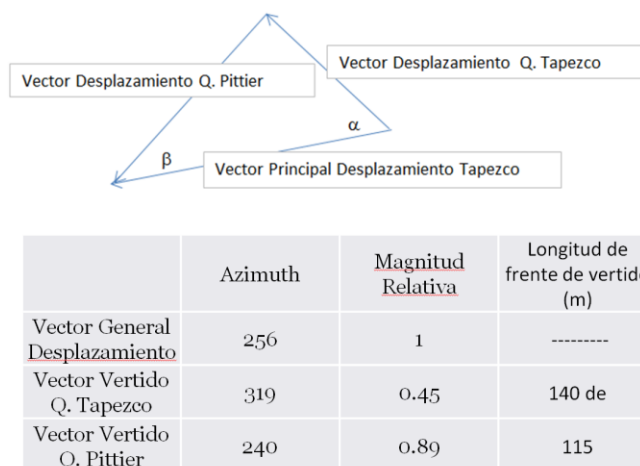 Vector Desplazamiento Q. Tapezco
Vector Desplazamiento Q. Pittier
α
β
Vector Principal Desplazamiento Tapezco
Azimuth
Magnitud
Relativa
Longitud de
frente de vertido
(m)
Vector General
Desplazamiento
256
1
---------
Vector Vertido
Q. Tapezco
319
0.45
140 de
Vector Vertido
Q. Pittier
240
0.89
115